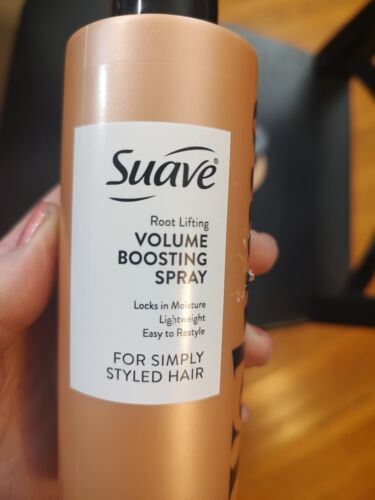 Suave®
Root Lifting
VOLUME
BOOSTING
SPRAY
Locks in Moisture
Lightweight
Easy to Restyle
FOR SIMPLY
STYLED HAIR